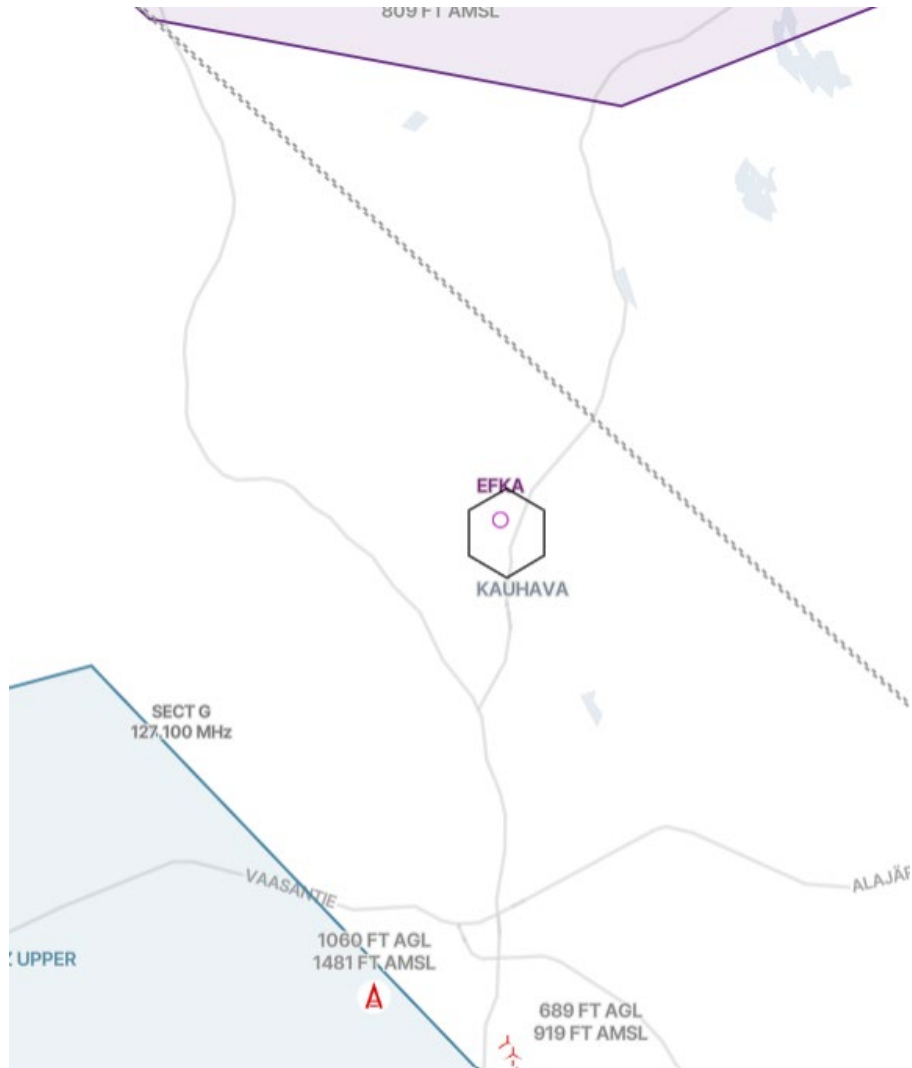 809 FT AMSL
EFKA
KAUHAVA
SECT G
127.100 MHz
VAASANTIE
ALAJÄR
UPPER
1060 FT AGL
1481 FT AMSL
689 FT AGL
919 FT AMSL